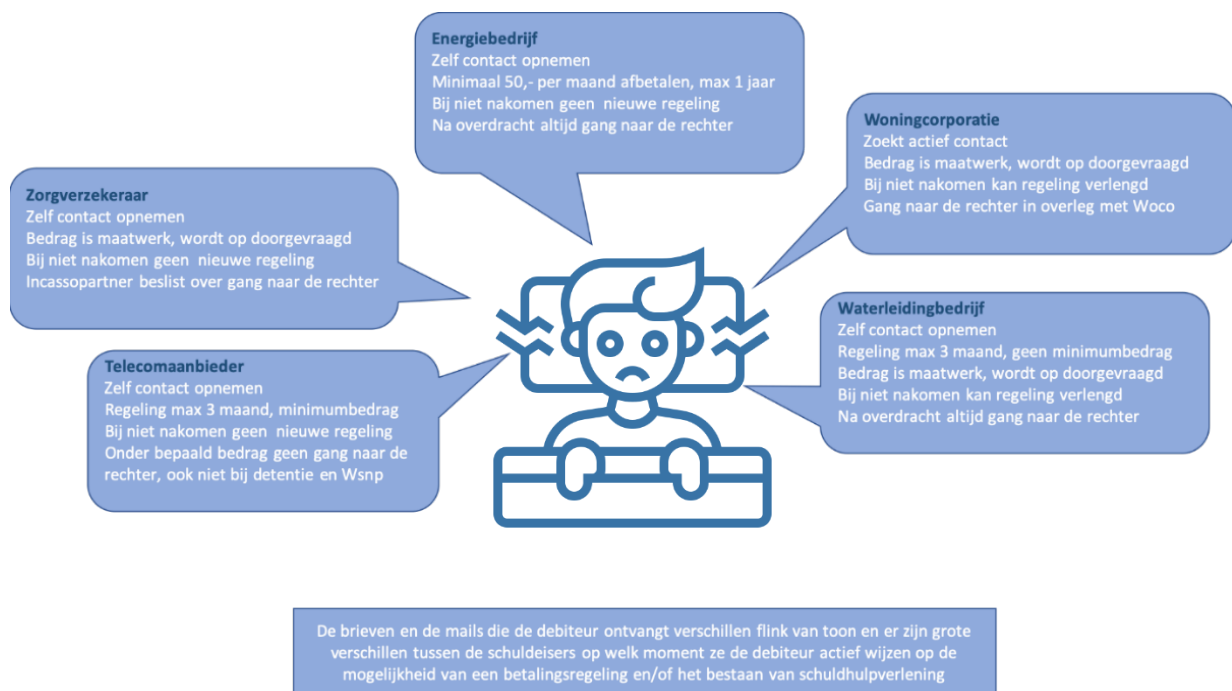 Energiebedrijf
Zelf contact opnemen
Minimaal 50,- per maand afbetalen, max 1 jaar
Bij niet nakomen geen nieuwe regeling
Na overdracht altijd gang naar de rechter
Woningcorporatie
Zoekt actief contact
Bedrag is maatwerk, wordt op doorgevraagd
Bij niet nakomen kan regeling verlengd
Gang naar de rechter in overleg met Woco
Zorgverzekeraar
Zelf contact opnemen
Bedrag is maatwerk, wordt op doorgevraagd
Bij niet nakomen geen nieuwe regeling
Incassopartner beslist over gang naar de rechter
Waterleidingbedrijf
Zelf contact opnemen
Regeling max 3 maand, geen minimumbedrag
Bedrag is maatwerk, wordt op doorgevraagd
Bij niet nakomen kan regeling verlengd
Na overdracht altijd gang naar de rechter
Telecomaanbieder
Zelf contact opnemen
Regeling max 3 maand, minimumbedrag
Bij niet nakomen geen nieuwe regeling
Onder bepaald bedrag geen gang naar de
rechter, ook niet bij detentie en Wsnp
De brieven en de mails die de debiteur ontvangt verschillen flink van toon en er zijn grote
verschillen tussen de schuldeisers op welk moment ze de debiteur actief wijzen op de
mogelijkheid van een betalingsregeling en/of het bestaan van schuldhulpverlening